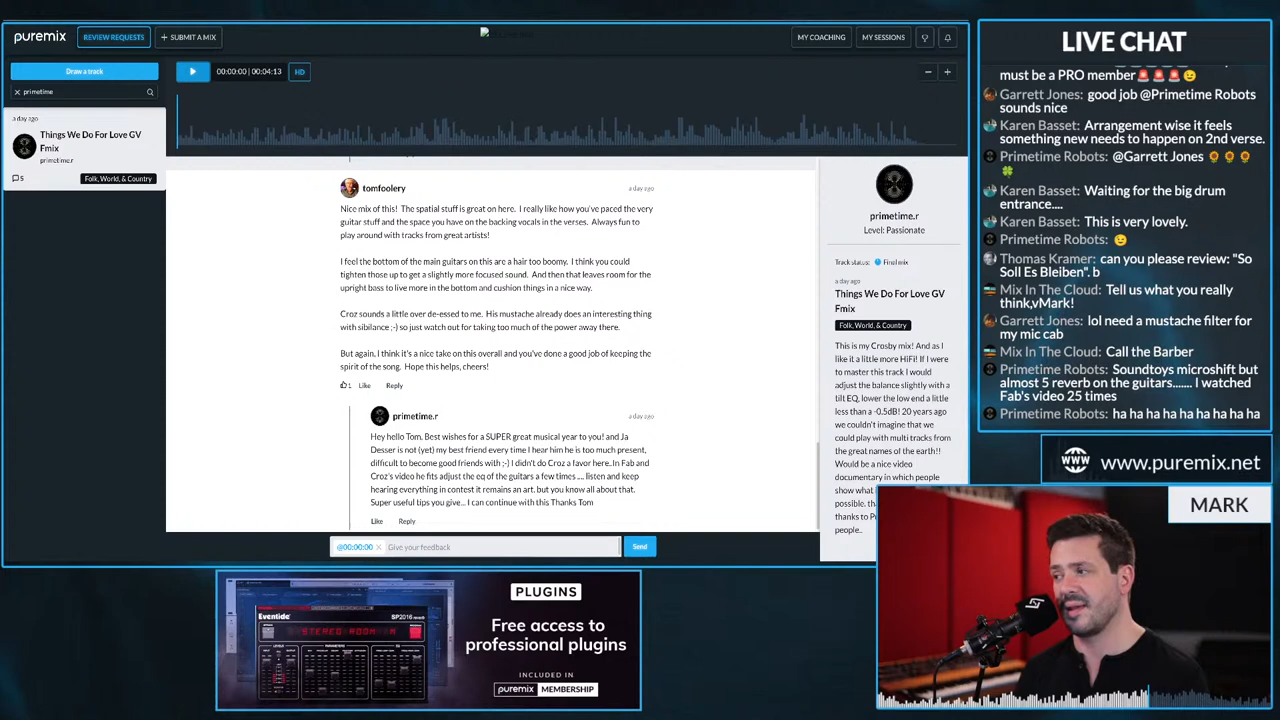 puremix
REVIEW REQUESTS
+ SUBMIT A MIX
MY COACHING
MY SESSIONS
Draw a track
primetime
00:00:00 | 00:04:13
HD
a day ago
Things We Do For Love GV
Fmix
primetime.r
5
Folk, World, & Country
tomfoolery
a day ago
Nice mix of this! The spatial stuff is great on here. I really like how you've paced the very
guitar stuff and the space you have on the backing vocals in the verses. Always fun to
play around with tracks from great artists!
I feel the bottom of the main guitars on this are a hair too boomy. I think you could
tighten those up to get a slightly more focused sound. And then that leaves room for the
upright bass to live more in the bottom and cushion things in a nice way.
Croz sounds a little over de-essed to me. His mustache already does an interesting thing
with sibilance ;-) so just watch out for taking too much of the power away there.
But again, I think it's a nice take on this overall and you've done a good job of keeping the
spirit of the song. Hope this helps, cheers!
1 Like Reply
primetime.r
a day ago
Hey hello Tom, Best wishes for a SUPER great musical year to you! and Ja
Desser is not (yet) my best friend every time I hear him he is too much present,
difficult to become good friends with ;-) I didn't do Croz a favor here..In Fab and
Croz's video he fits adjust the eq of the guitars a few times .... listen and keep
hearing everything in contest it remains an art. but you know all about that.
Super useful tips you give... I can continue with this Thanks Tom
Like Reply
@00:00:00 × Give your feedback
Send
primetime.r
Level: Passionate
Track status: Final mix
a day ago
Things We Do For Love GV
Fmix
Folk, World, & Country
This is my Crosby mix! And as I
like it a little more HiFi! If I were
to master this track I would
adjust the balance slightly with a
tilt EQ, lower the low end a little
less than a -0.5dB! 20 years ago
we couldn't imagine that we
could play with multi tracks from
the great names of the earth!!
Would be a nice video
documentary in which people
show what
possible. tha
thanks to P
people..
LIVE CHAT
must be a PRO member🚨🚨🚨😉
Garrett Jones: good job @Primetime Robots
sounds nice
Karen Basset: Arrangement wise it feels
something new needs to happen on 2nd verse.
Primetime Robots: @Garrett Jones 🌻🌻🌻
🍀
Karen Basset: Waiting for the big drum
entrance....
Karen Basset: This is very lovely.
Primetime Robots: 😉
Thomas Kramer: can you please review: "So
Soll Es Bleiben". b
Mix In The Cloud: Tell us what you really
think,vMark!
Garrett Jones: lol need a mustache filter for
my mic cab
Mix In The Cloud: Call the Barber
Primetime Robots: Soundtoys microshift but
almost 5 reverb on the guitars....... I watched
Fab's video 25 times
Primetime Robots: ha ha ha ha ha ha ha ha
www.puremix.net
MARK
Eventide
SP2016 reverb
STEREO ROOM
PLUGINS
Free access to
professional plugins
INCLUDED IN
puremix MEMBERSHIP